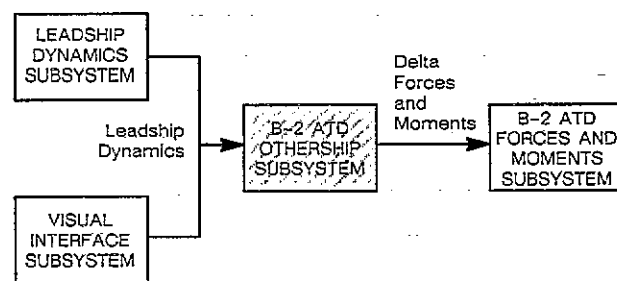 LEADSHIP
DYNAMICS
SUBSYSTEM
Leadship
Dynamics
VISUAL
INTERFACE
SUBSYSTEM
B-2 ATD
OTHERSHIP
SUBSYSTEM
Delta
Forces
and
Moments
B-2 ATD
FORCES AND
MOMENTS
SUBSYSTEM